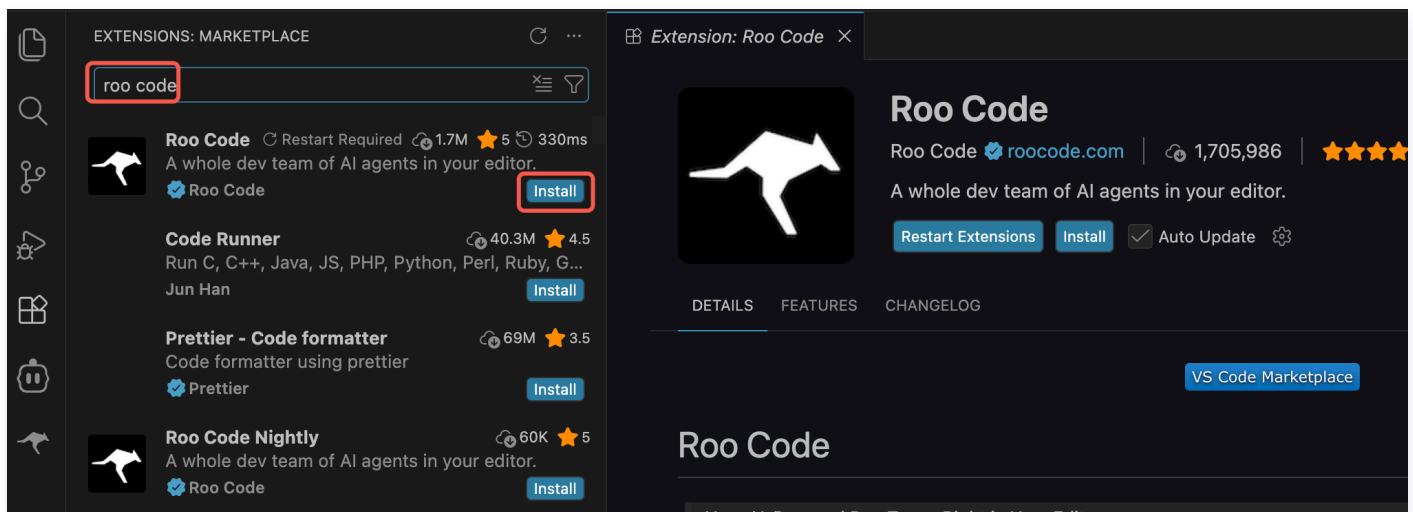 EXTENSIONS: MARKETPLACE
roo code
Roo Code Restart Required 1.7M 5 330ms
A whole dev team of AI agents in your editor.
Roo Code Install
Code Runner 40.3M 4.5
Run C, C++, Java, JS, PHP, Python, Perl, Ruby, G...
Jun Han Install
Prettier - Code formatter 69M 3.5
Code formatter using prettier
Prettier Install
Roo Code Nightly 60K 5
A whole dev team of AI agents in your editor.
Roo Code Install
Extension: Roo Code
Roo Code
Roo Code roocode.com 1,705,986
A whole dev team of AI agents in your editor.
Restart Extensions Install Auto Update
DETAILS FEATURES CHANGELOG
VS Code Marketplace
Roo Code